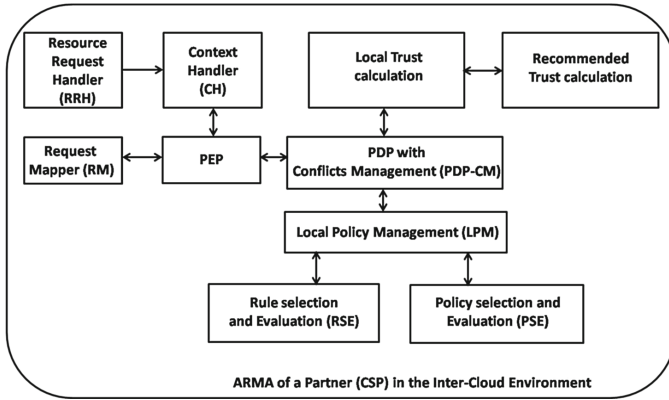 Resource
Request
Handler
(RRH)
Context
Handler
(CH)
Local Trust
calculation
Recommended
Trust calculation
Request
Mapper (RM)
PEP
PDP with
Conflicts Management (PDP-CM)
Local Policy Management (LPM)
Rule selection
and Evaluation (RSE)
Policy selection and
Evaluation (PSE)
ARMA of a Partner (CSP) in the Inter-Cloud Environment